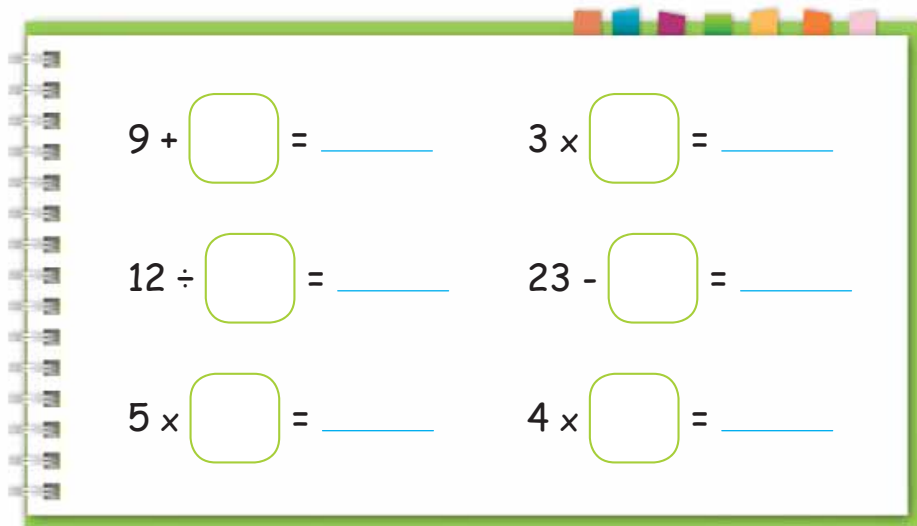 9 + = 3 x =
12 ÷ = 23 - =
5 x = 4 x =